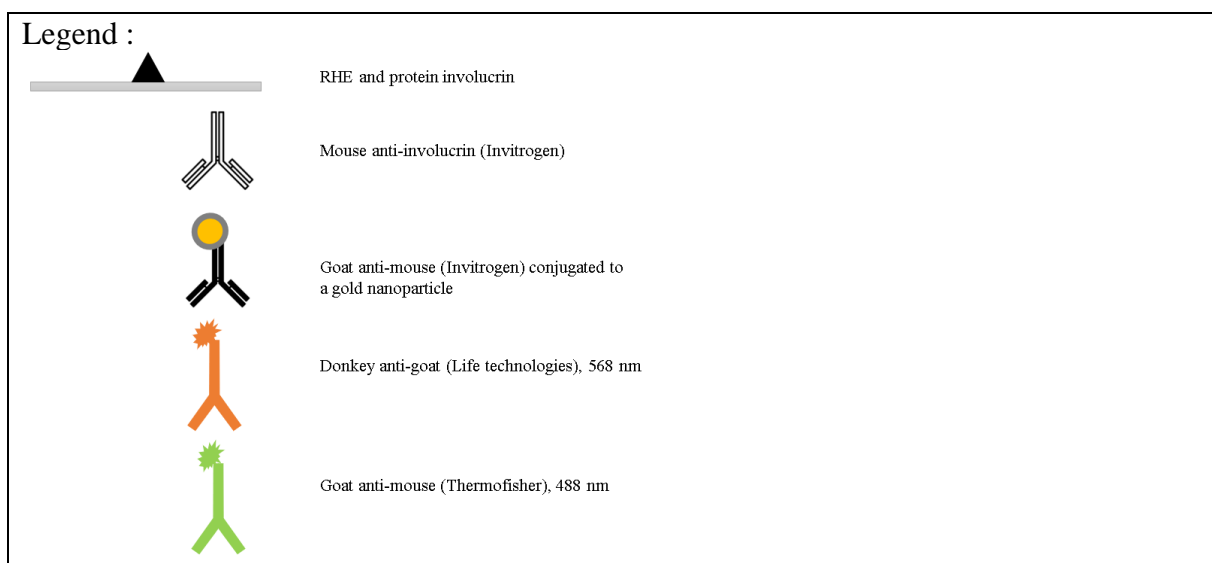 Legend :
RHE and protein involucrin
Mouse anti-involucrin (Invitrogen)
Goat anti-mouse (Invitrogen) conjugated to
a gold nanoparticle
Donkey anti-goat (Life technologies), 568 nm
Goat anti-mouse (Thermofisher), 488 nm